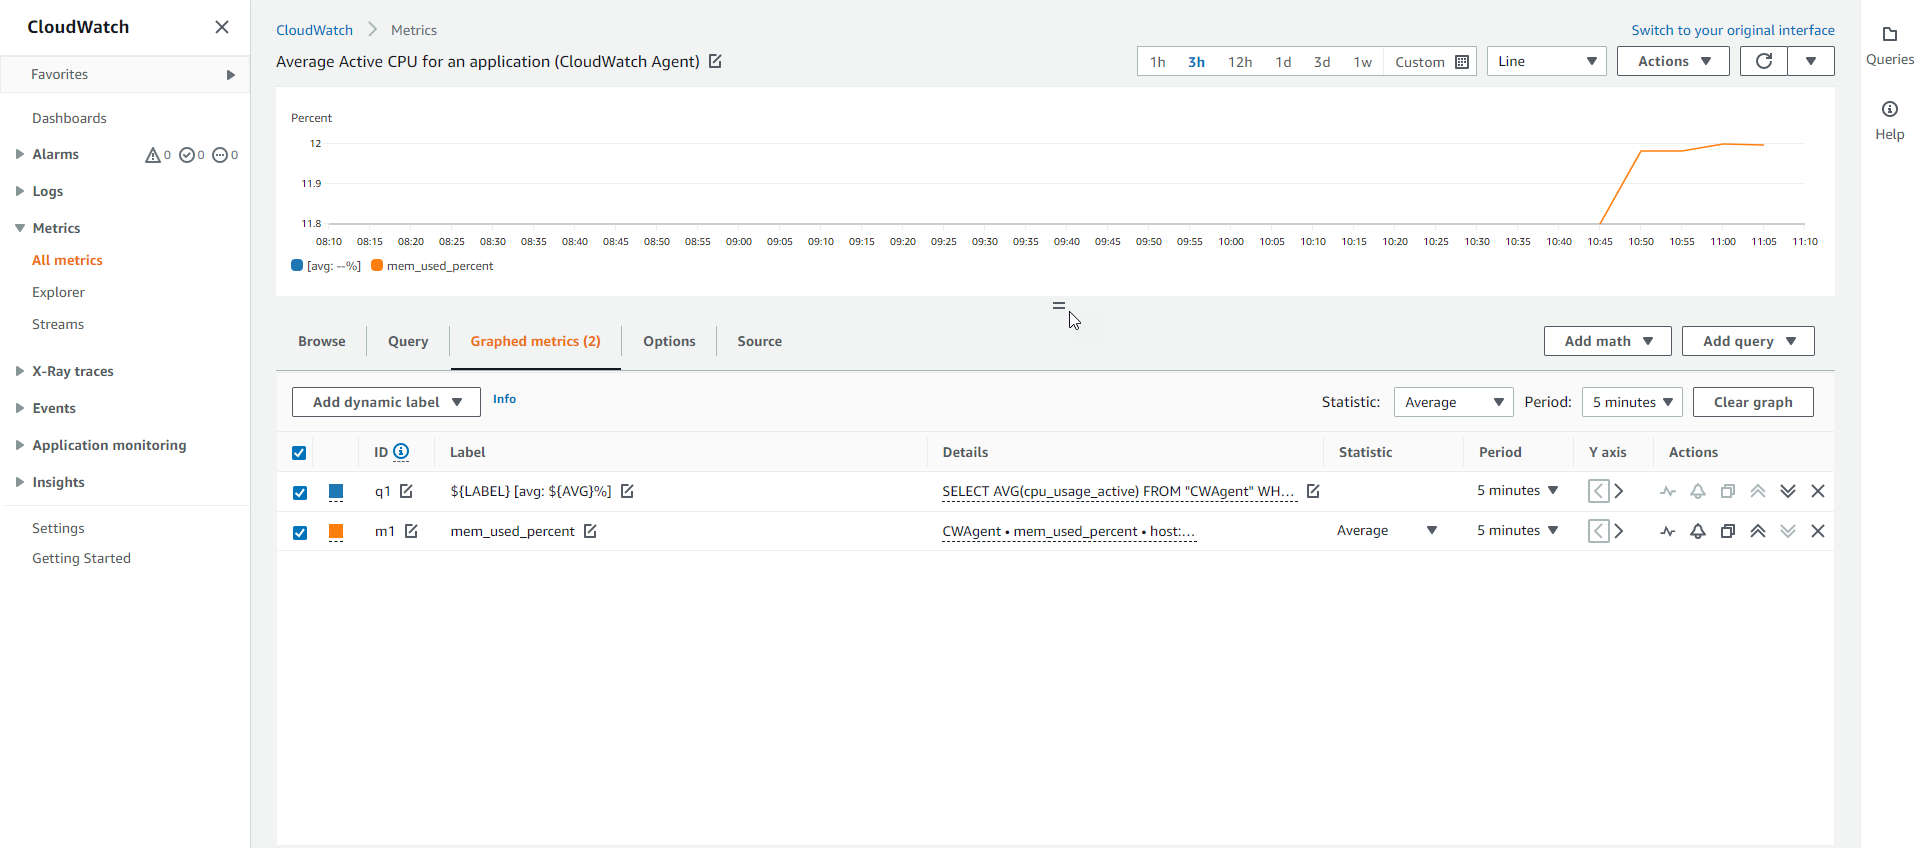 CloudWatch
Favorites
Dashboards
Alarms 0 0 0
Logs
Metrics
All metrics
Explorer
Streams
X-Ray traces
Events
Application monitoring
Insights
Settings
Getting Started
CloudWatch Metrics
Switch to your original interface
Average Active CPU for an application (CloudWatch Agent)
1h 3h 12h 1d 3d 1w Custom
Line
Actions
Percent
12
11.9
11.8
08:10 08:15 08:20 08:25 08:30 08:35 08:40 08:45 08:50 08:55 09:00 09:05 09:10 09:15 09:20 09:25 09:30 09:35 09:40 09:45 09:50 09:55 10:00 10:05 10:10 10:15 10:20 10:25 10:30 10:35 10:40 10:45 10:50 10:55 11:00 11:05 11:10
[avg: --%] mem_used_percent
Browse Query Graphed metrics (2) Options Source
Add math Add query
Add dynamic label Info
Statistic: Average Period: 5 minutes Clear graph
ID Label Details Statistic Period Y axis Actions
q1 ${LABEL} [avg: ${AVG}%] SELECT AVG(cpu_usage_active) FROM "CWAgent" WH... 5 minutes
m1 mem_used_percent CWAgent • mem_used_percent • host:... Average 5 minutes
Queries
Help